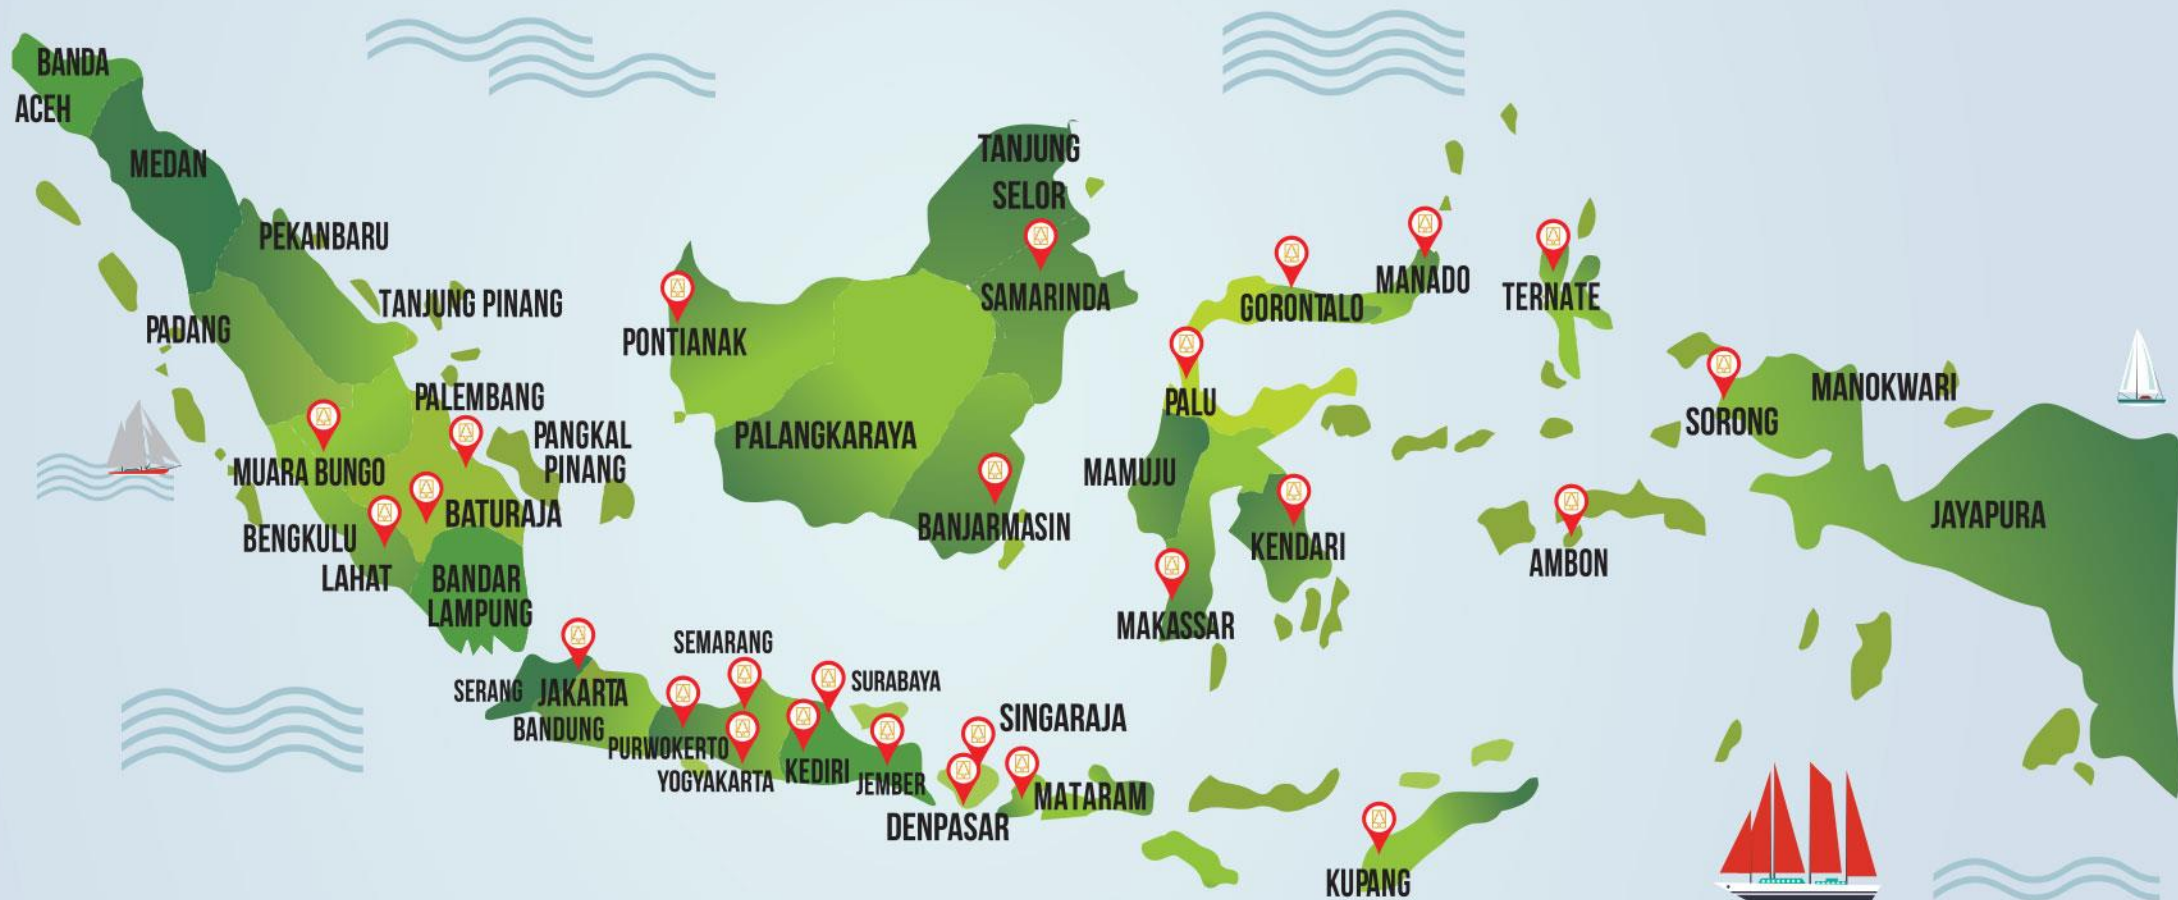 BANDA
ACEH
MEDAN
PEKANBARU
TANJUNG PINANG
PADANG
PALEMBANG
PANGKAL
PINANG
MUARA BUNGO
BATURAJA
BENGKULU
LAHAT
BANDAR
LAMPUNG
TANJUNG
SELOR
SAMARINDA
PONTIANAK
PALANGKARAYA
BANJARMASIN
GORONTALO
MANADO
TERNATE
PALU
MAMUJU
KENDARI
MAKASSAR
SORONG
MANOKWARI
AMBON
JAYAPURA
SERANG
JAKARTA
BANDUNG
SEMARANG
PURWOKERTO
YOGYAKARTA
SURABAYA
KEDIRI
JEMBER
SINGARAJA
DENPASAR
MATARAM
KUPANG